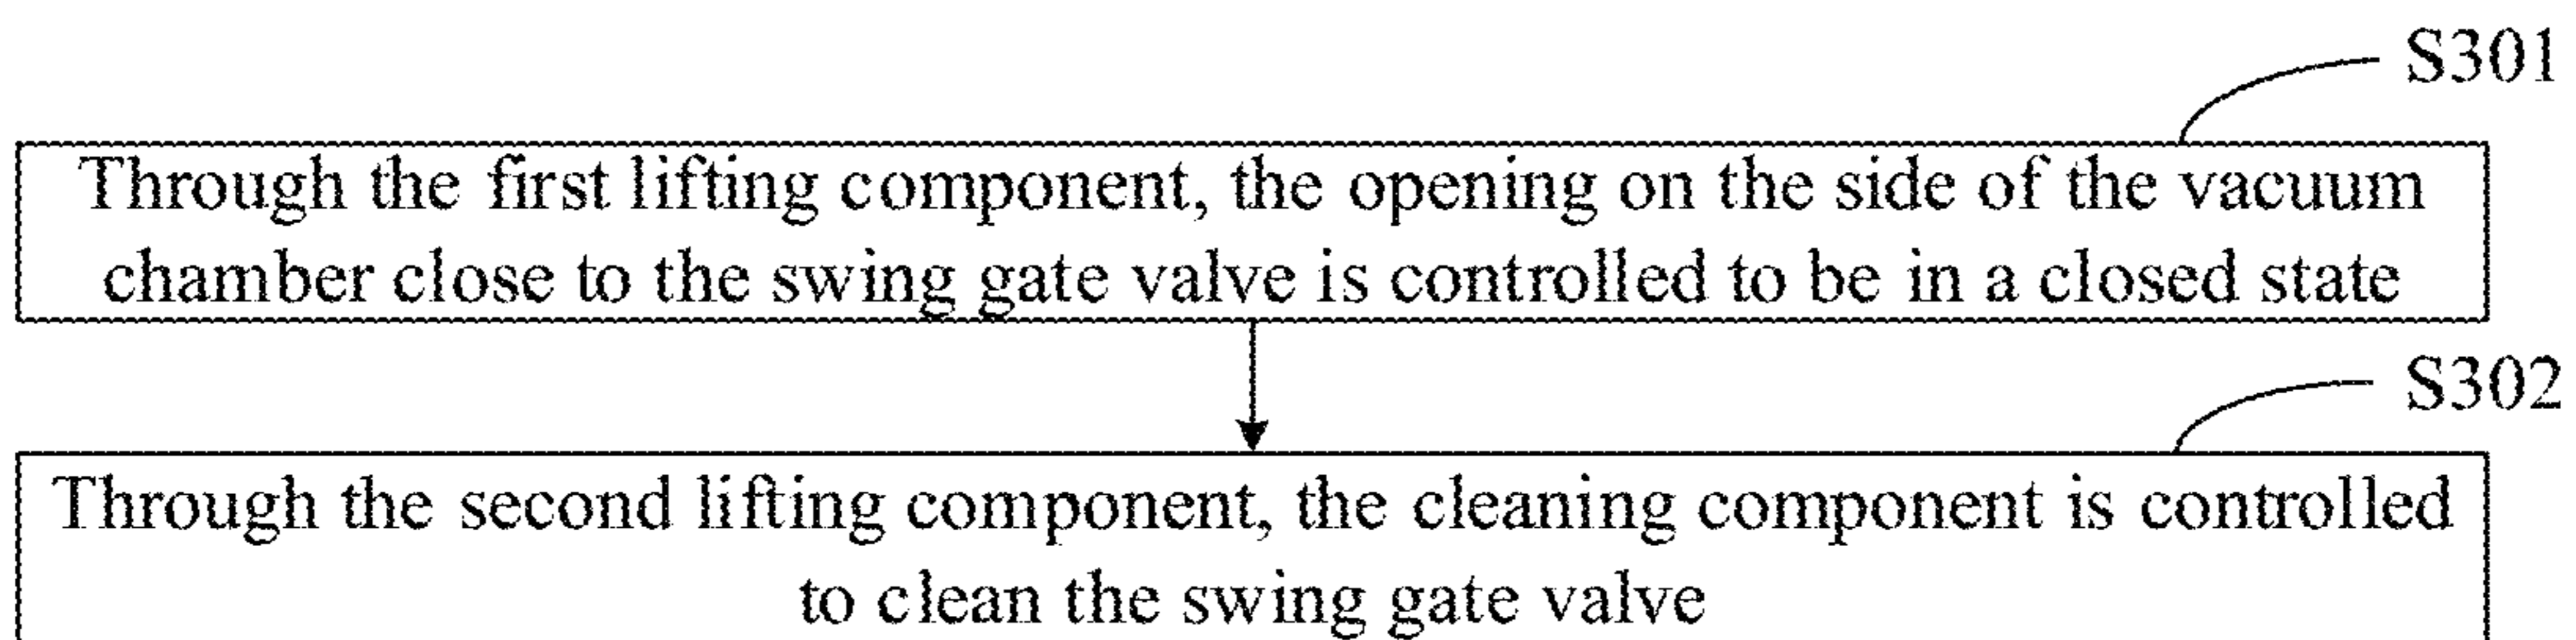 S301
Through the first lifting component, the opening on the side of the vacuum
chamber close to the swing gate valve is controlled to be in a closed state
S302
Through the second lifting component, the cleaning component is controlled
to clean the swing gate valve